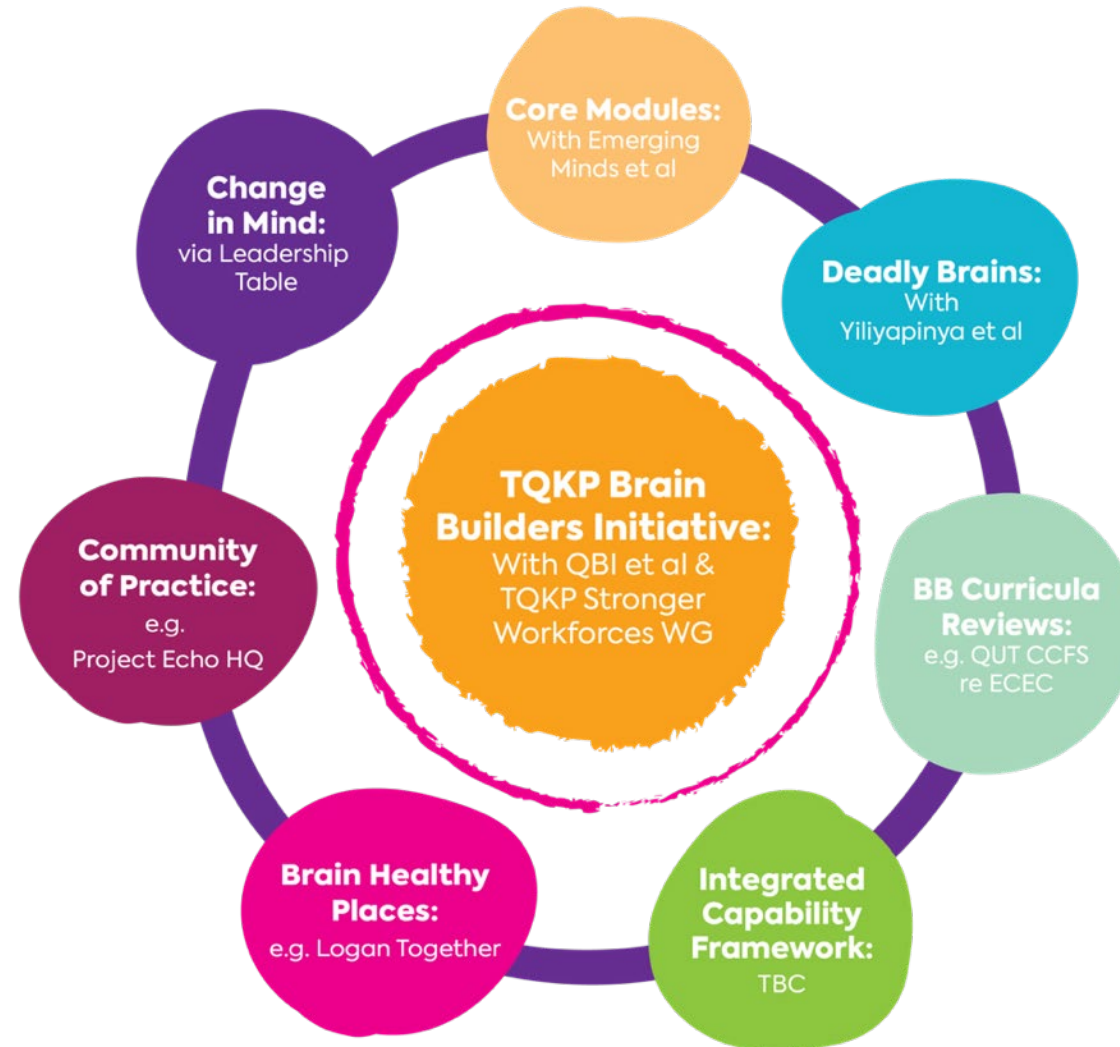 Core Modules:
With Emerging
Minds et al
Deadly Brains:
With
Yiliyapinya et al
BB Curricula
Reviews:
e.g. QUT CCFS
re ECEC
Integrated
Capability
Framework:
TBC
Brain Healthy
Places:
e.g. Logan Together
Community
of Practice:
e.g.
Project Echo HQ
Change
in Mind:
via Leadership
Table
TQKP Brain
Builders Initiative:
With QBI et al &
TQKP Stronger
Workforces WG